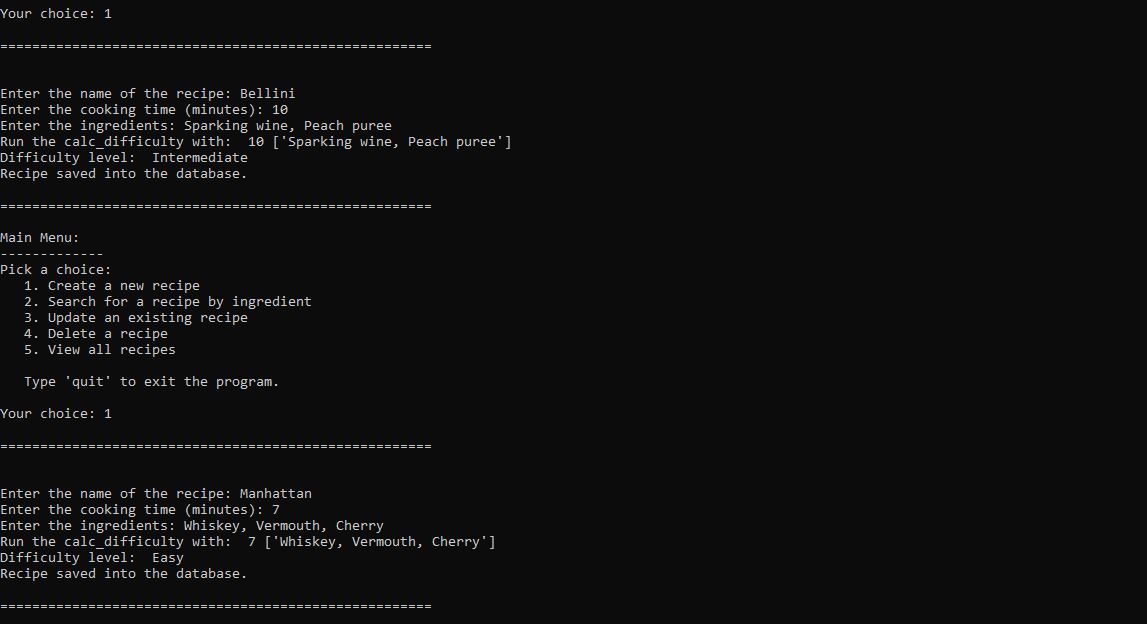 Your choice: 1
======================================================
Enter the name of the recipe: Bellini
Enter the cooking time (minutes): 10
Enter the ingredients: Sparking wine, Peach puree
Run the calc_difficulty with:  10 ['Sparking wine, Peach puree']
Difficulty level:  Intermediate
Recipe saved into the database.
======================================================
Main Menu:
-------------
Pick a choice:
   1. Create a new recipe
   2. Search for a recipe by ingredient
   3. Update an existing recipe
   4. Delete a recipe
   5. View all recipes
   Type 'quit' to exit the program.
Your choice: 1
======================================================
Enter the name of the recipe: Manhattan
Enter the cooking time (minutes): 7
Enter the ingredients: Whiskey, Vermouth, Cherry
Run the calc_difficulty with:  7 ['Whiskey, Vermouth, Cherry']
Difficulty level:  Easy
Recipe saved into the database.
======================================================